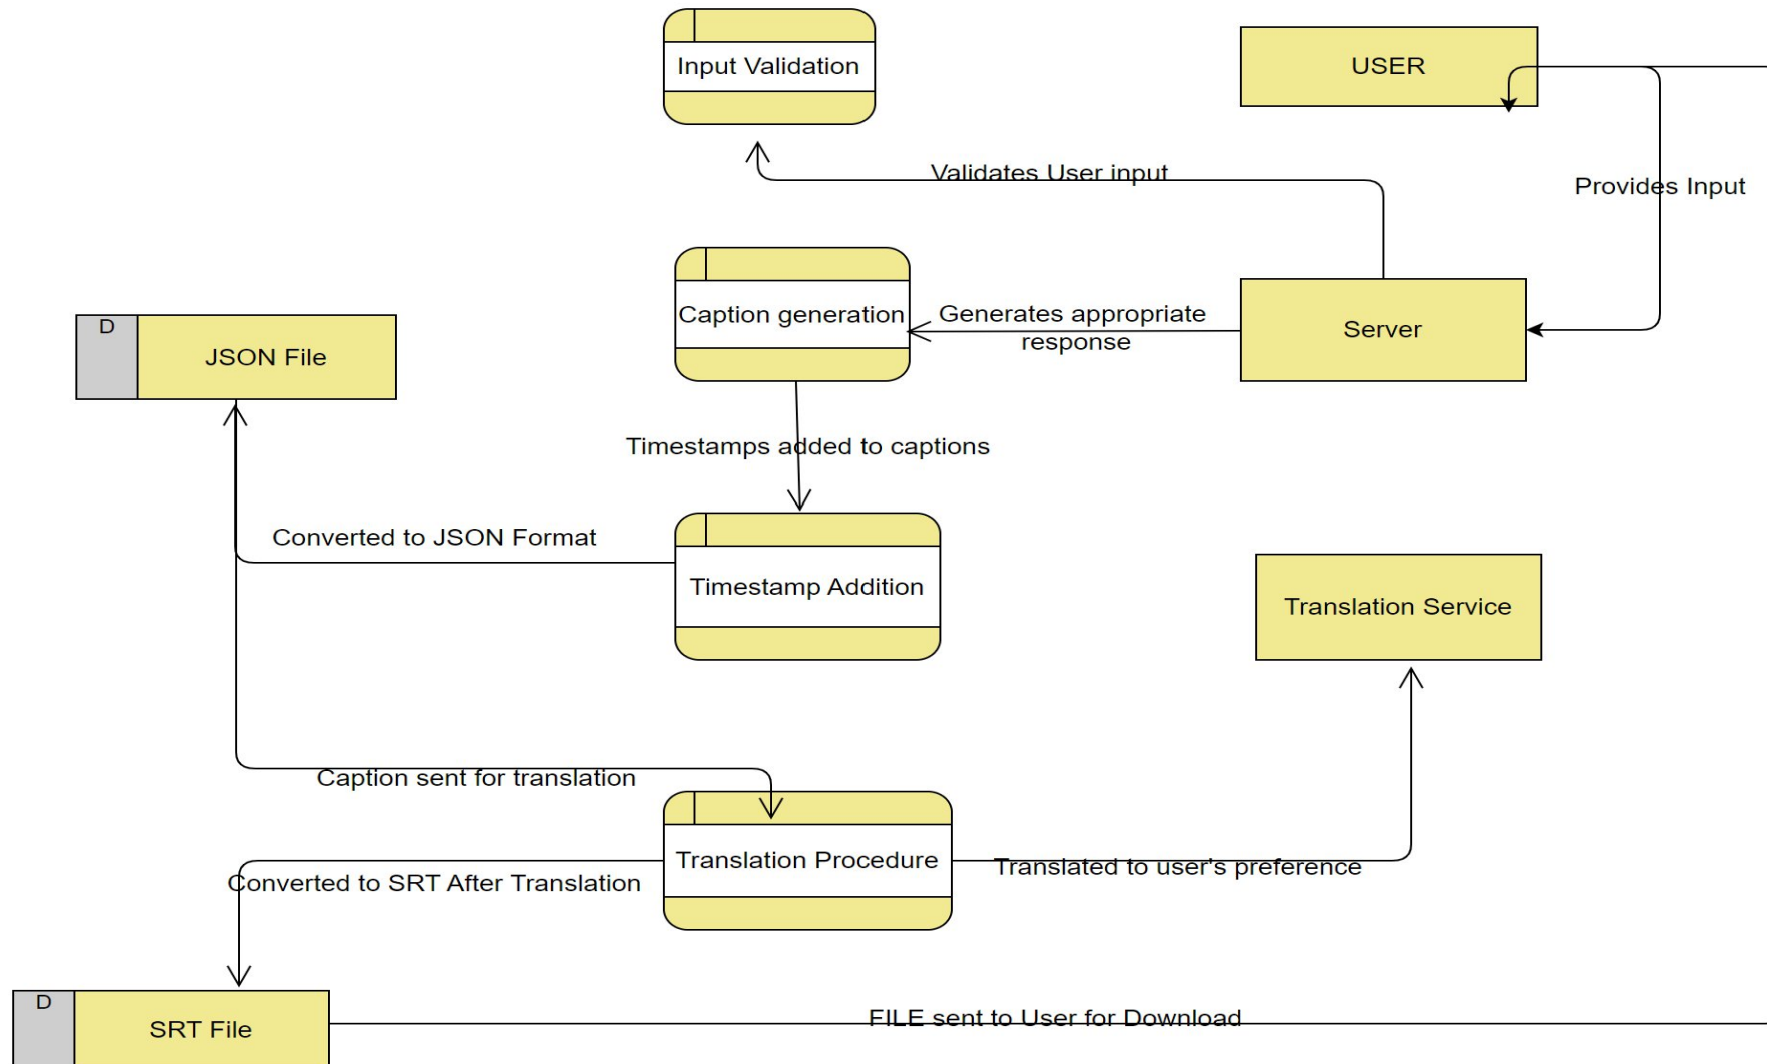 Input Validation
USER
Validates User input
Provides Input
Caption generation
Generates appropriate
response
Server
D
JSON File
Timestamps added to captions
Converted to JSON Format
Timestamp Addition
Translation Service
Caption sent for translation
Translation Procedure
Translated to user's preference
Converted to SRT After Translation
D
SRT File
FILE sent to User for Download